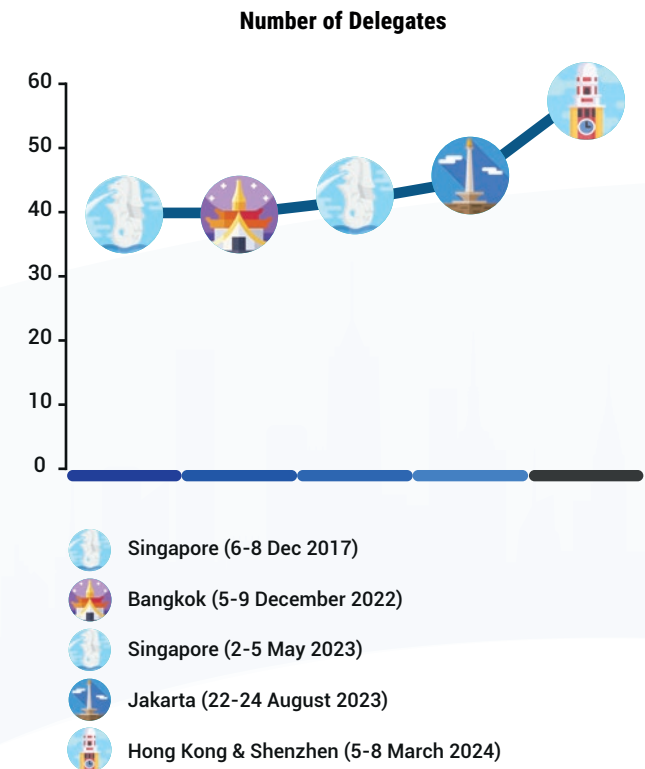 Number of Delegates
60
50
40
30
20
10
0
Singapore (6-8 Dec 2017)
Bangkok (5-9 December 2022)
Singapore (2-5 May 2023)
Jakarta (22-24 August 2023)
Hong Kong & Shenzhen (5-8 March 2024)